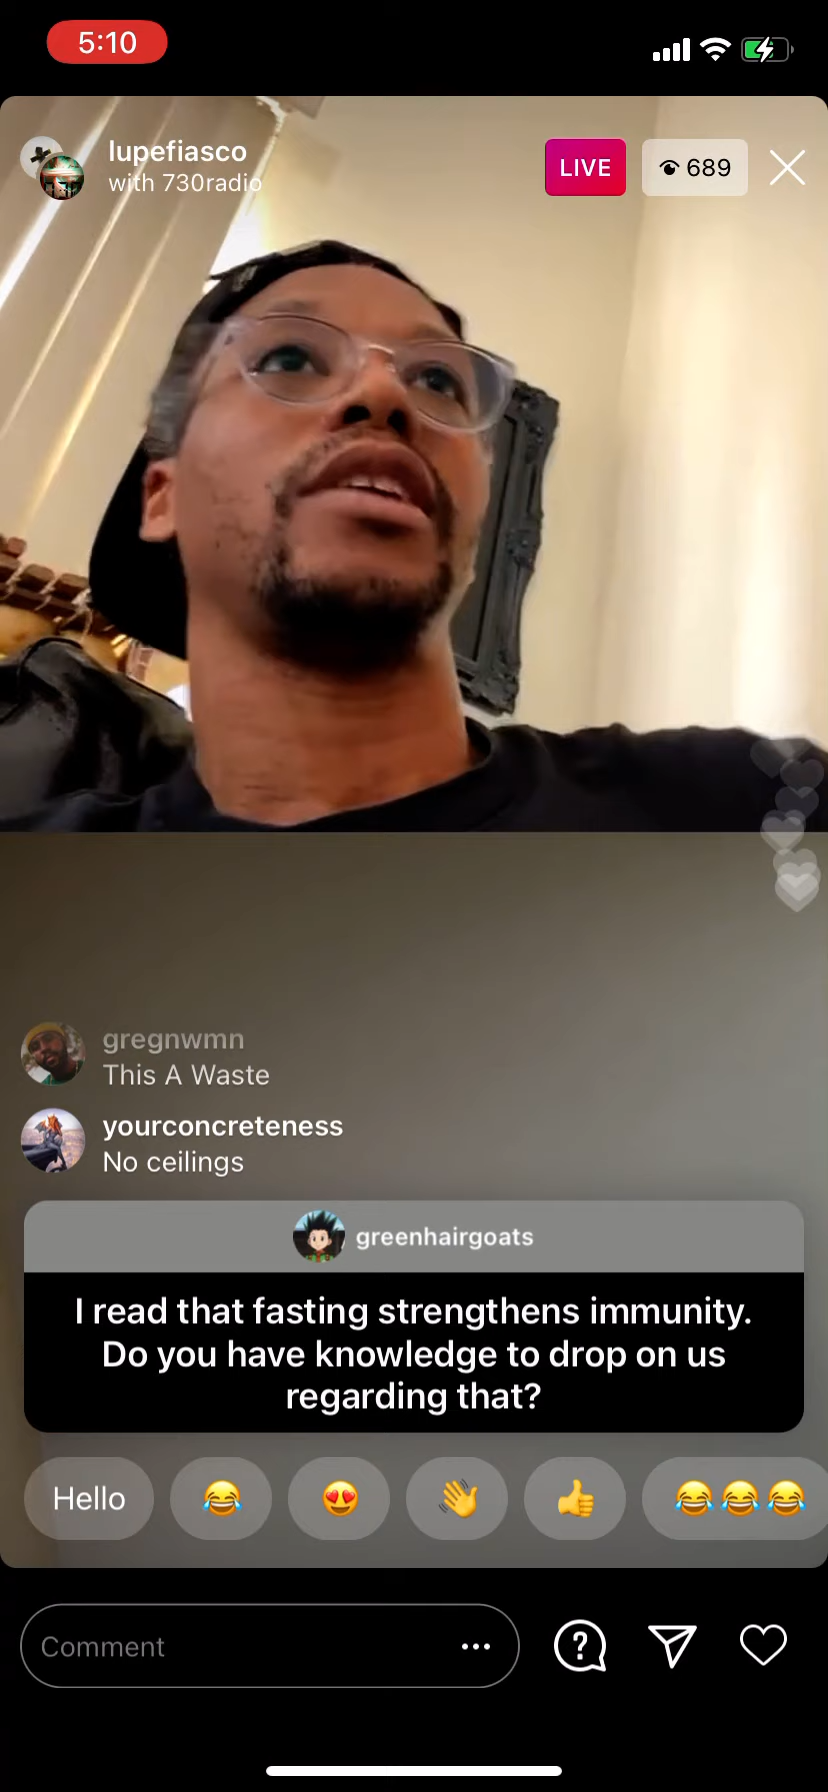 5:10
lupefiasco
with 730radio
LIVE
689
gregnwmn
This A Waste
yourconcreteness
No ceilings
greenhairgoats
I read that fasting strengthens immunity.
Do you have knowledge to drop on us
regarding that?
Hello
Comment